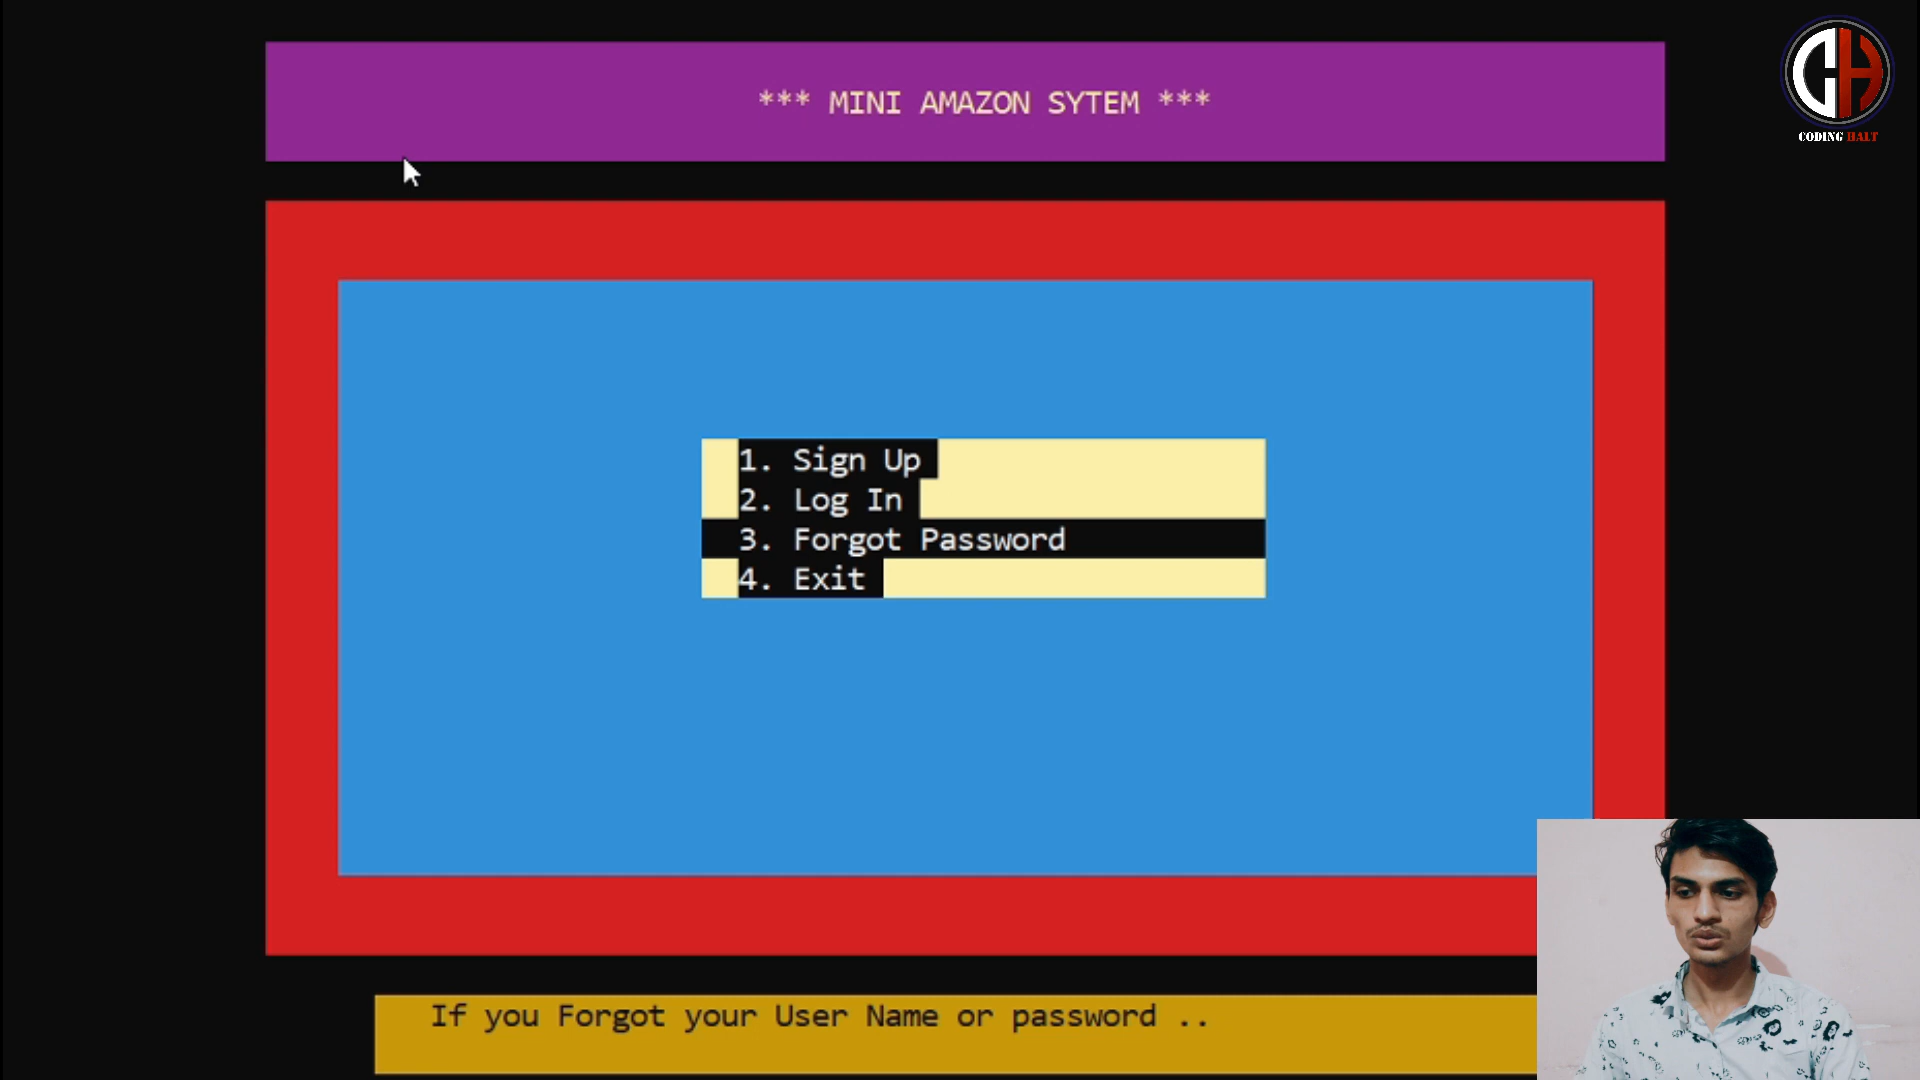 *** MINI AMAZON SYTEM ***
CODING HALT
1. Sign Up
2. Log In
3. Forgot Password
4. Exit
If you Forgot your User Name or password ..